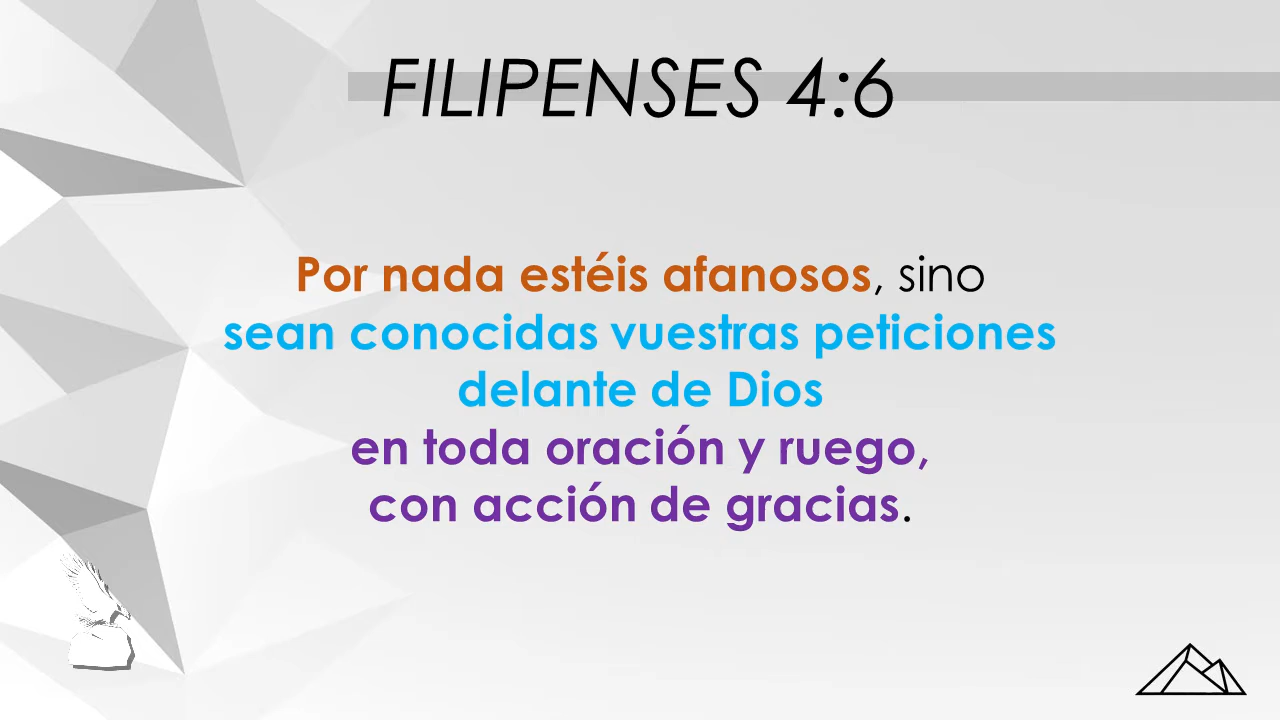 FILIPENSES 4:6
Por nada estéis afanosos, sino
sean conocidas vuestras peticiones
delante de Dios
en toda oración y ruego,
con acción de gracias.